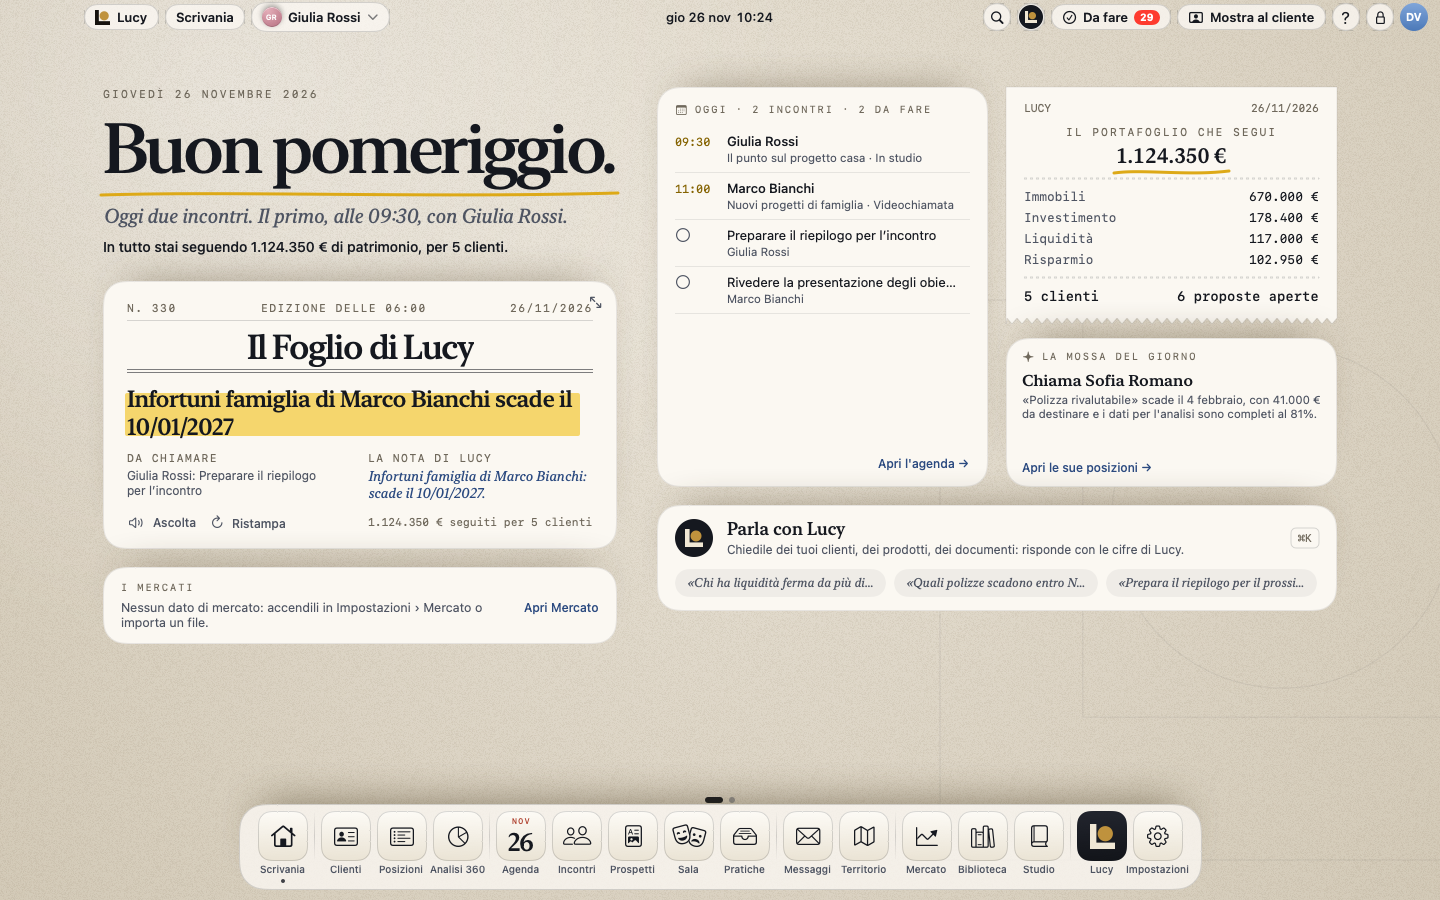 Lucy
Scrivania
GR
Giulia Rossi
gio 26 nov 10:24
Da fare 29
Mostra al cliente
?
DV
GIOVEDÌ 26 NOVEMBRE 2026
Buon pomeriggio.
Oggi due incontri. Il primo, alle 09:30, con Giulia Rossi.
In tutto stai seguendo 1.124.350 € di patrimonio, per 5 clienti.
N. 330
EDIZIONE DELLE 06:00
26/11/2026
Il Foglio di Lucy
Infortuni famiglia di Marco Bianchi scade il
10/01/2027
DA CHIAMARE
Giulia Rossi: Preparare il riepilogo
per l’incontro
LA NOTA DI LUCY
Infortuni famiglia di Marco Bianchi:
scade il 10/01/2027.
Ascolta
Ristampa
1.124.350 € seguiti per 5 clienti
I MERCATI
Nessun dato di mercato: accendili in Impostazioni › Mercato o
importa un file.
Apri Mercato
OGGI · 2 INCONTRI · 2 DA FARE
09:30
Giulia Rossi
Il punto sul progetto casa · In studio
11:00
Marco Bianchi
Nuovi progetti di famiglia · Videochiamata
Preparare il riepilogo per l’incontro
Giulia Rossi
Rivedere la presentazione degli obie…
Marco Bianchi
Apri l'agenda →
LUCY
26/11/2026
IL PORTAFOGLIO CHE SEGUI
1.124.350 €
Immobili 670.000 €
Investimento 178.400 €
Liquidità 117.000 €
Risparmio 102.950 €
5 clienti
6 proposte aperte
LA MOSSA DEL GIORNO
Chiama Sofia Romano
«Polizza rivalutabile» scade il 4 febbraio, con 41.000 €
da destinare e i dati per l'analisi sono completi al 81%.
Apri le sue posizioni →
Parla con Lucy
Chiedile dei tuoi clienti, dei prodotti, dei documenti: risponde con le cifre di Lucy.
⌘K
«Chi ha liquidità ferma da più di…
«Quali polizze scadono entro N…
«Prepara il riepilogo per il prossi…
NOV
26
Scrivania
Clienti
Posizioni
Analisi 360
Agenda
Incontri
Prospetti
Sala
Pratiche
Messaggi
Territorio
Mercato
Biblioteca
Studio
Lucy
Impostazioni